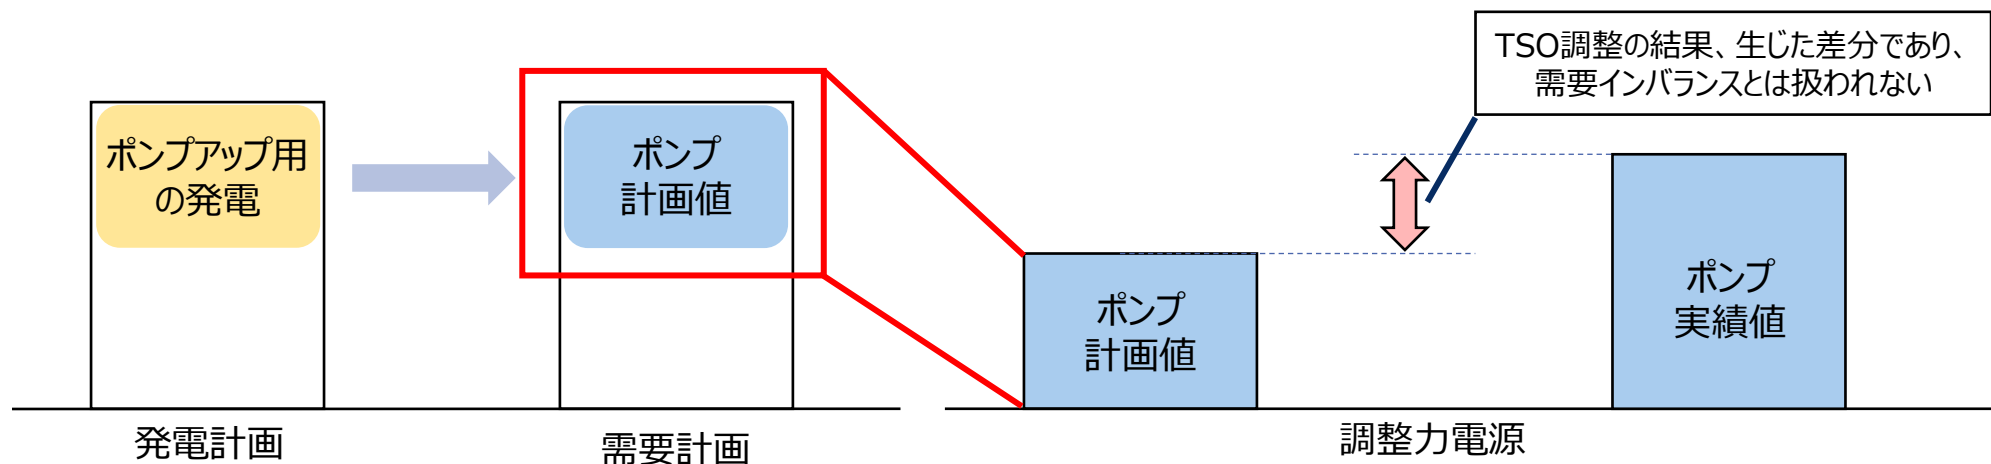 TSO調整の結果、生じた差分であり、
需要インバランスとは扱われない
ポンプアップ用
の発電
ポンプ
計画値
ポンプ
計画値
ポンプ
実績値
発電計画
需要計画
調整力電源